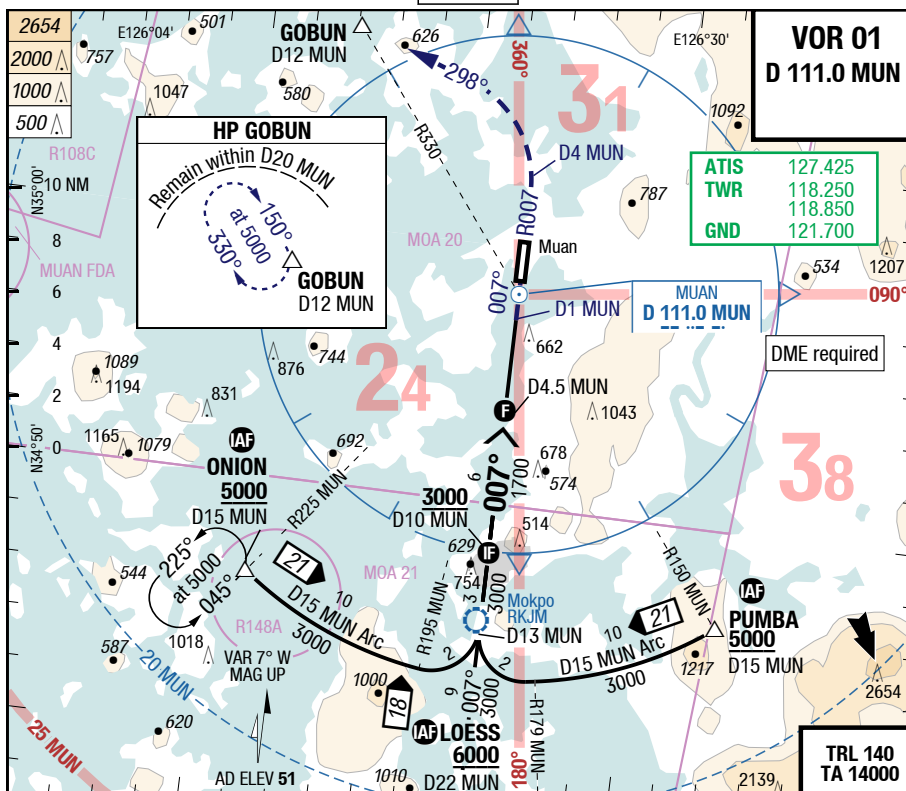 2654
2000
1000
500
E126°04'
501
757
1047
580
GOBUN
D12 MUN
626
298°
360°
31
E126°30'
1092
VOR 01
D 111.0 MUN
ATIS 127.425
TWR 118.250
118.850
GND 121.700
R108C
N35°00'
10 NM
8
6
4
2
0
N34°50'
MUAN FDA
HP GOBUN
Remain within D20 MUN
150°
at 5000
330°
GOBUN
D12 MUN
R330
D4 MUN
R007
787
MOA 20
Muan
007°
534
1207
090°
MUAN
D 111.0 MUN
D1 MUN
DME required
662
744
876
24
1089
1194
831
D4.5 MUN
F
1043
1165
1079
692
IAF
ONION
5000
D15 MUN
R225 MUN
678
574
38
6
007°
1700
3000
D10 MUN
514
629
IF
754
3
3000
Mokpo
RKJM
D13 MUN
544
225°
at 5000
045°
21
D15 MUN Arc
10
3000
MOA 21
R148A
R195 MUN
R150 MUN
IAF
PUMBA
5000
D15 MUN
21
10
D15 MUN Arc
3000
1217
2654
1018
587
20 MUN
VAR 7° W
MAG UP
2
2
1000
18
9
007°
3000
R179 MUN
IAF
LOESS
6000
D22 MUN
180°
620
25 MUN
AD ELEV 51
1010
2139
TRL 140
TA 14000